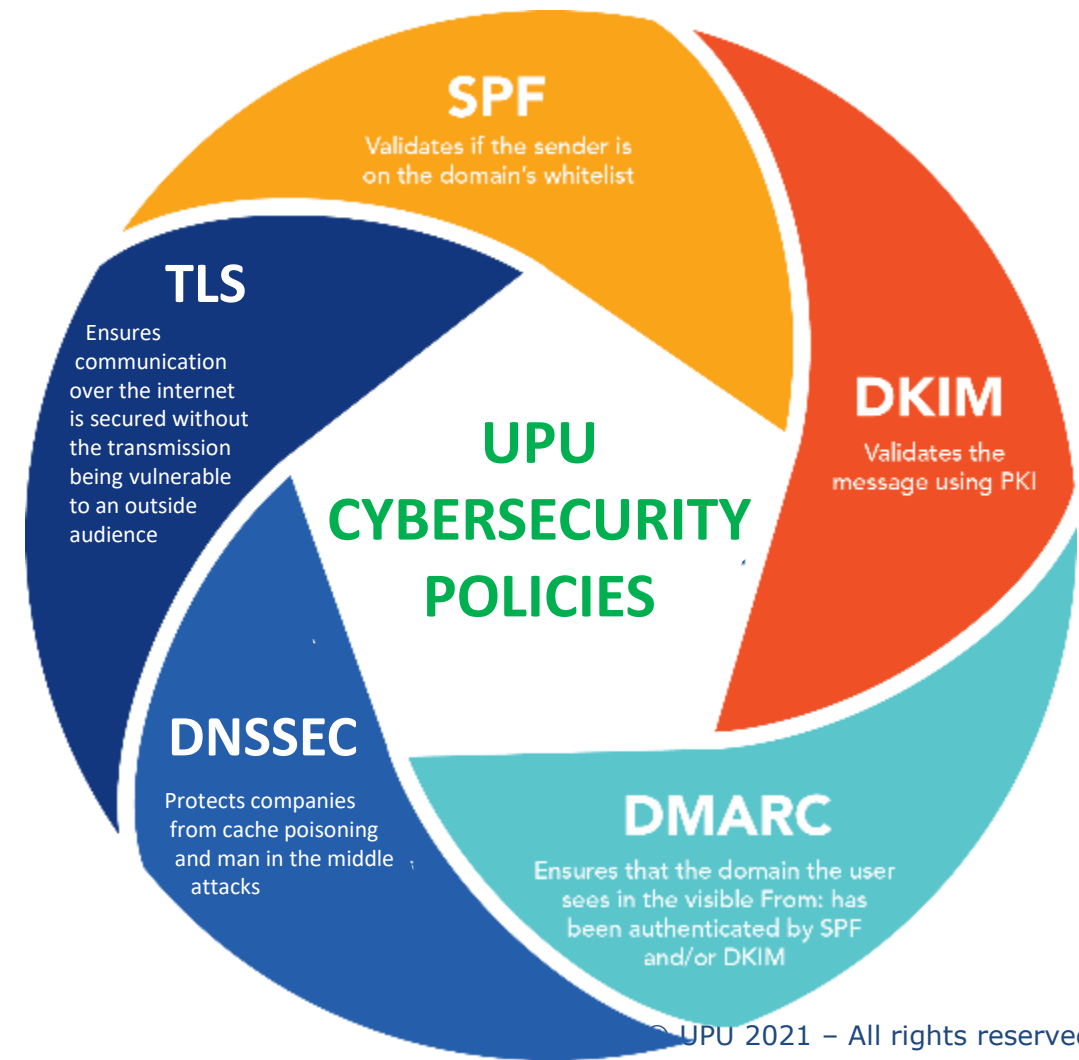 SPF
Validates if the sender is
on the domain's whitelist
TLS
Ensures
communication
over the internet
is secured without
the transmission
being vulnerable
to an outside
audience
DKIM
Validates the
message using PKI
UPU
CYBERSECURITY
POLICIES
DNSSEC
Protects companies
from cache poisoning
and man in the middle
attacks
DMARC
Ensures that the domain the user
sees in the visible From: has
been authenticated by SPF
and/or DKIM
© UPU 2021 – All rights reserved